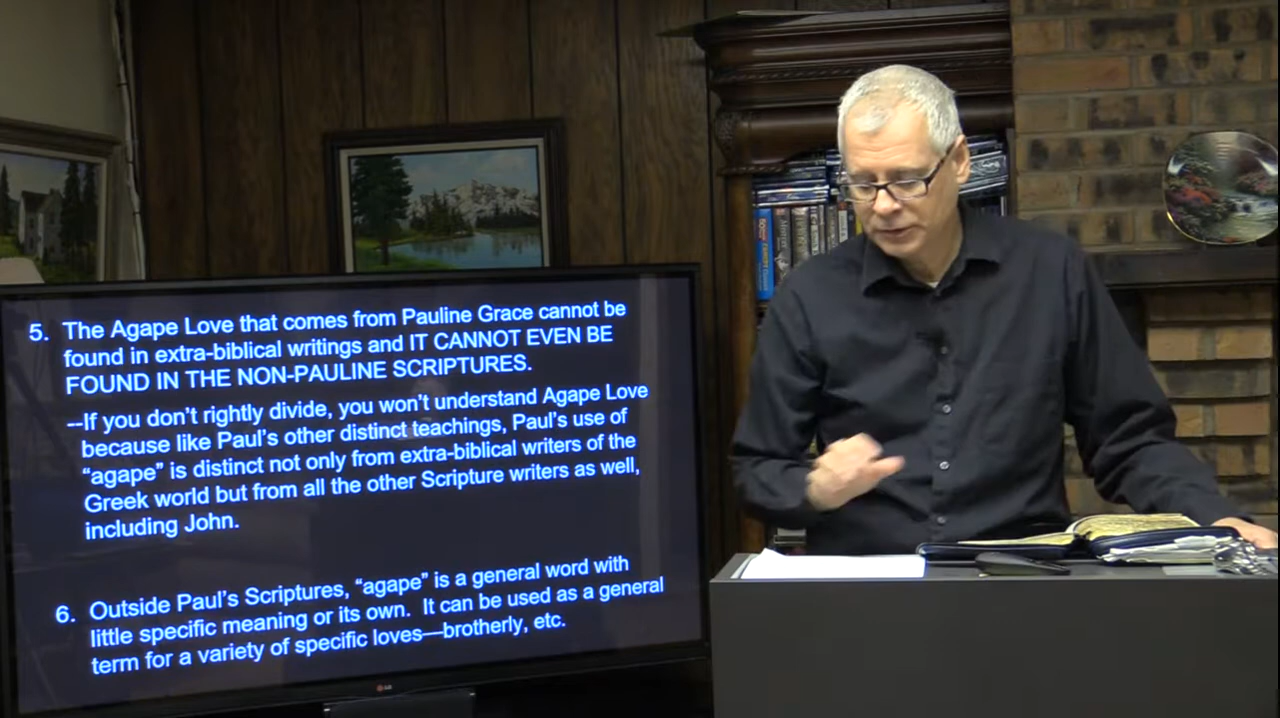 5. The Agape Love that comes from Pauline Grace cannot be
found in extra-biblical writings and IT CANNOT EVEN BE
FOUND IN THE NON-PAULINE SCRIPTURES.
--If you don't rightly divide, you won't understand Agape Love
because like Paul's other distinct teachings, Paul's use of
"agape" is distinct not only from extra-biblical writers of the
Greek world but from all the other Scripture writers as well,
including John.
6. Outside Paul's Scriptures, "agape" is a general word with
little specific meaning or its own. It can be used as a general
term for a variety of specific loves—brotherly, etc.
LG